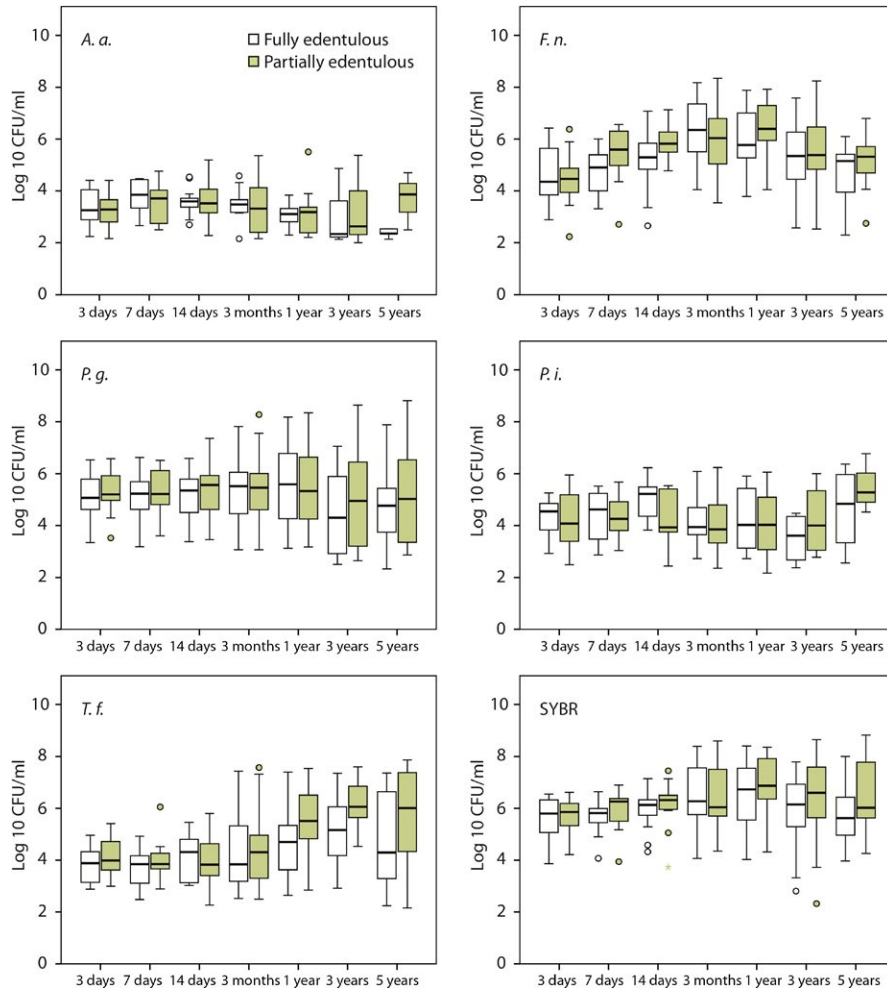 A. a.
Fully edentulous
Partially edentulous
Log 10 CFU/ml
10
8
6
4
2
0
3 days 7 days 14 days 3 months 1 year 3 years 5 years
F. n.
Log 10 CFU/ml
10
8
6
4
2
0
3 days 7 days 14 days 3 months 1 year 3 years 5 years
P. g.
Log 10 CFU/ml
10
8
6
4
2
0
3 days 7 days 14 days 3 months 1 year 3 years 5 years
P. i.
Log 10 CFU/ml
10
8
6
4
2
0
3 days 7 days 14 days 3 months 1 year 3 years 5 years
T. f.
Log 10 CFU/ml
10
8
6
4
2
0
3 days 7 days 14 days 3 months 1 year 3 years 5 years
SYBR
Log 10 CFU/ml
10
8
6
4
2
0
3 days 7 days 14 days 3 months 1 year 3 years 5 years